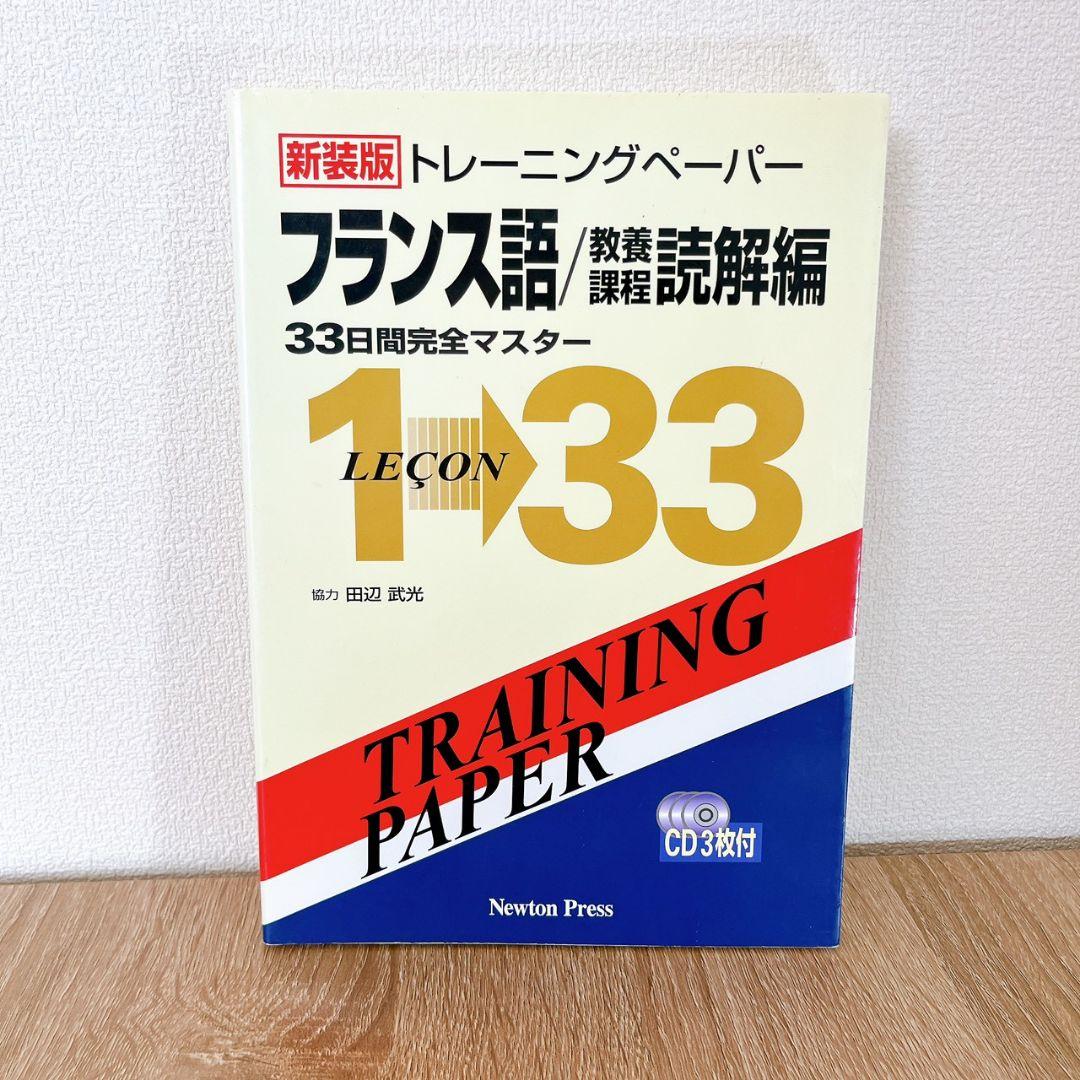 新装版 トレーニングペーパー
フランス語/教養課程 読解編
33日間完全マスター
1➡33
LEÇON
協力 田辺 武光
TRAINING
PAPER
CD3枚付
Newton Press